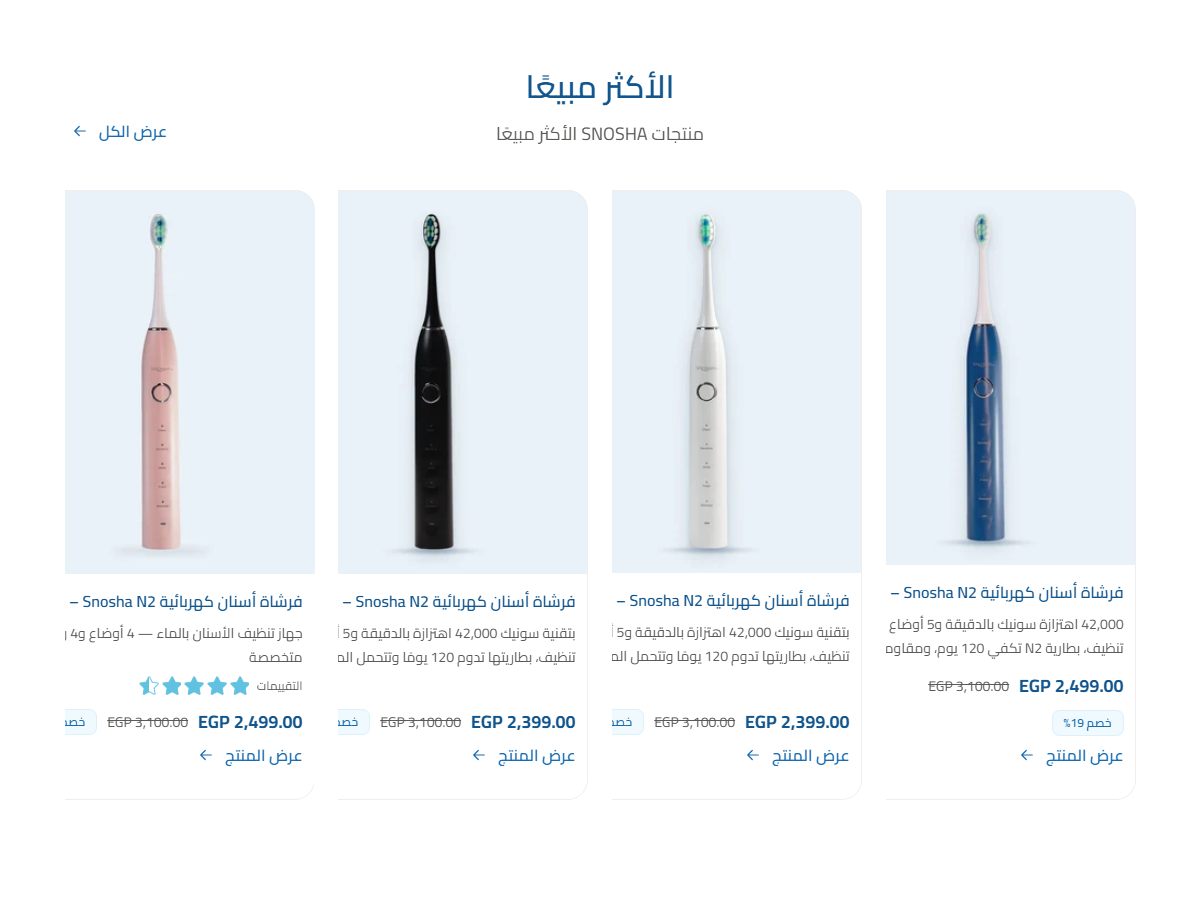 الأكثر مبيعًا
منتجات SNOSHA الأكثر مبيعًا
عرض الكل
فرشاة أسنان كهربائية Snosha N2 –
42,000 اهتزازة سونيك بالدقيقة و5 أوضاع
تنظيف، بطارية N2 تكفي 120 يوم، ومقاوم
EGP 2,499.00 EGP 3,100.00
خصم 19%
عرض المنتج
فرشاة أسنان كهربائية Snosha N2 –
بتقنية سونيك 42,000 اهتزازة بالدقيقة و5
تنظيف، بطاريتها تدوم 120 يومًا وتتحمل
EGP 2,399.00 EGP 3,100.00
عرض المنتج
فرشاة أسنان كهربائية Snosha N2 –
بتقنية سونيك 42,000 اهتزازة بالدقيقة و5
تنظيف، بطاريتها تدوم 120 يومًا وتتحمل
EGP 2,399.00 EGP 3,100.00
عرض المنتج
فرشاة أسنان كهربائية Snosha N2 –
جهاز تنظيف الأسنان بالماء — 4 أوضاع و4
متخصصة
التقييمات
EGP 2,499.00 EGP 3,100.00
عرض المنتج